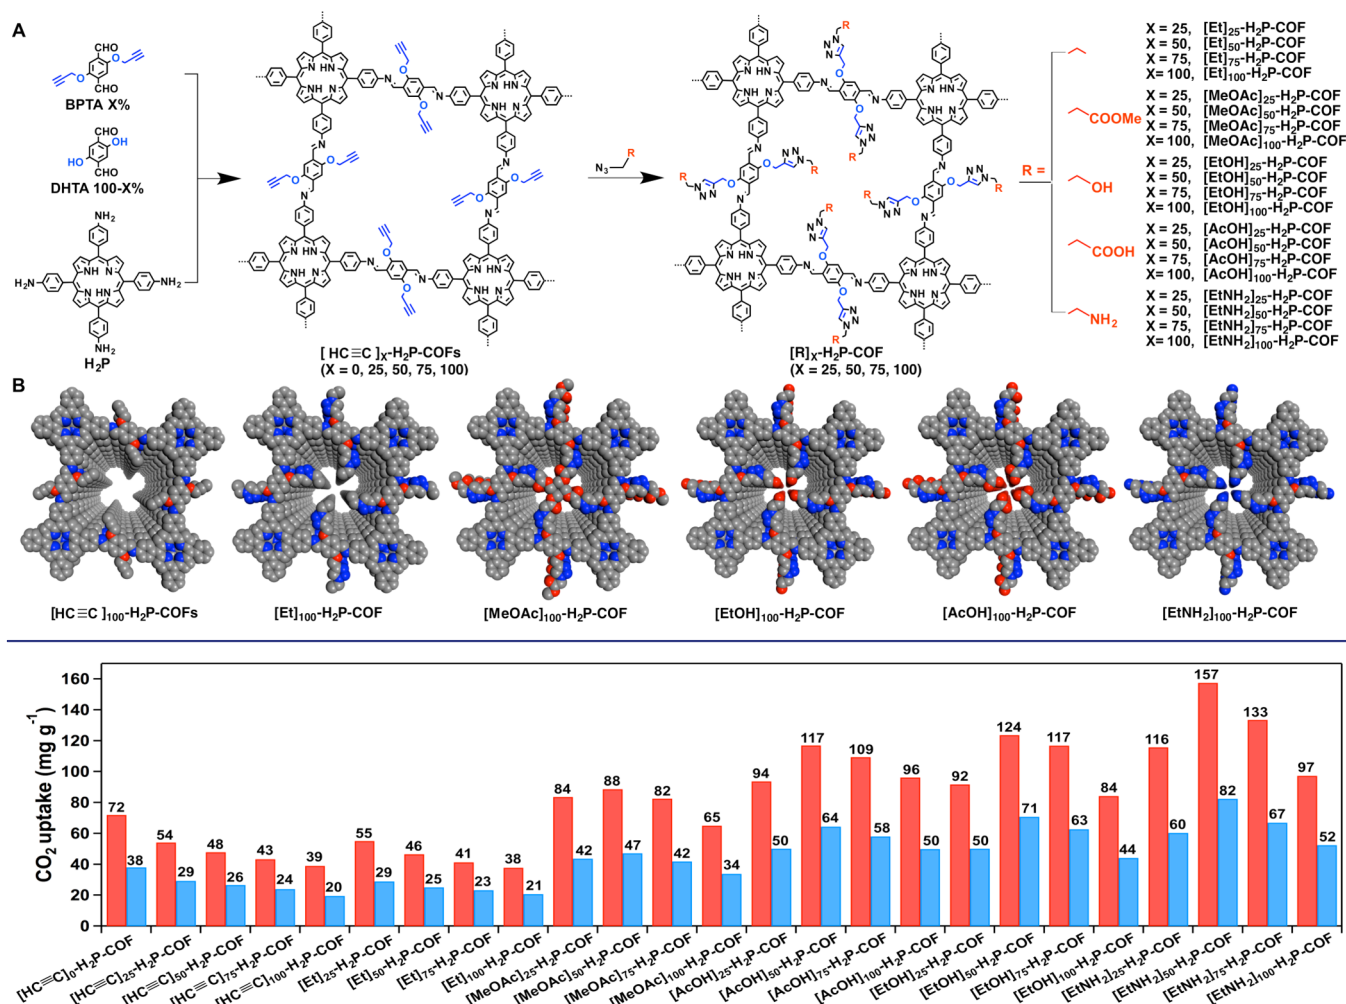 A
CHO
O
O
CHO
BPTA X%
CHO
OH
HO
CHO
DHTA 100-X%
NH₂
NH N
N HN
H₂N
NH₂
NH₂
H₂P
[ HC≡C ]ₓ-H₂P-COFs
(X = 0, 25, 50, 75, 100)
N₃ R
[R]ₓ-H₂P-COF
(X = 25, 50, 75, 100)
R =
X = 25, [Et]₂₅-H₂P-COF
X = 50, [Et]₅₀-H₂P-COF
X = 75, [Et]₇₅-H₂P-COF
X= 100, [Et]₁₀₀-H₂P-COF
COOMe
X = 25, [MeOAc]₂₅-H₂P-COF
X = 50, [MeOAc]₅₀-H₂P-COF
X = 75, [MeOAc]₇₅-H₂P-COF
X = 100, [MeOAc]₁₀₀-H₂P-COF
OH
X = 25, [EtOH]₂₅-H₂P-COF
X = 50, [EtOH]₅₀-H₂P-COF
X = 75, [EtOH]₇₅-H₂P-COF
X= 100, [EtOH]₁₀₀-H₂P-COF
COOH
X = 25, [AcOH]₂₅-H₂P-COF
X = 50, [AcOH]₅₀-H₂P-COF
X = 75, [AcOH]₇₅-H₂P-COF
X = 100, [AcOH]₁₀₀-H₂P-COF
NH₂
X = 25, [EtNH₂]₂₅-H₂P-COF
X = 50, [EtNH₂]₅₀-H₂P-COF
X = 75, [EtNH₂]₇₅-H₂P-COF
X = 100, [EtNH₂]₁₀₀-H₂P-COF
B
[HC≡C ]₁₀₀-H₂P-COFs
[Et]₁₀₀-H₂P-COF
[MeOAc]₁₀₀-H₂P-COF
[EtOH]₁₀₀-H₂P-COF
[AcOH]₁₀₀-H₂P-COF
[EtNH₂]₁₀₀-H₂P-COF
CO₂ uptake (mg g⁻¹)
160
140
120
100
80
60
40
20
0
72 38
54 29
48 26
43 24
39 20
55 29
46 25
41 23
38 21
84 42
88 47
82 42
65 34
94 50
117 64
109 58
96 50
92 50
124 71
117 63
84 44
116 60
157 82
133 67
97 52
[HC≡C]₀-H₂P-COF
[HC≡C]₂₅-H₂P-COF
[HC≡C]₅₀-H₂P-COF
[HC≡C]₇₅-H₂P-COF
[HC≡C]₁₀₀-H₂P-COF
[Et]₂₅-H₂P-COF
[Et]₅₀-H₂P-COF
[Et]₇₅-H₂P-COF
[Et]₁₀₀-H₂P-COF
[MeOAc]₂₅-H₂P-COF
[MeOAc]₅₀-H₂P-COF
[MeOAc]₇₅-H₂P-COF
[MeOAc]₁₀₀-H₂P-COF
[AcOH]₂₅-H₂P-COF
[AcOH]₅₀-H₂P-COF
[AcOH]₇₅-H₂P-COF
[AcOH]₁₀₀-H₂P-COF
[EtOH]₂₅-H₂P-COF
[EtOH]₅₀-H₂P-COF
[EtOH]₇₅-H₂P-COF
[EtOH]₁₀₀-H₂P-COF
[EtNH₂]₂₅-H₂P-COF
[EtNH₂]₅₀-H₂P-COF
[EtNH₂]₇₅-H₂P-COF
[EtNH₂]₁₀₀-H₂P-COF